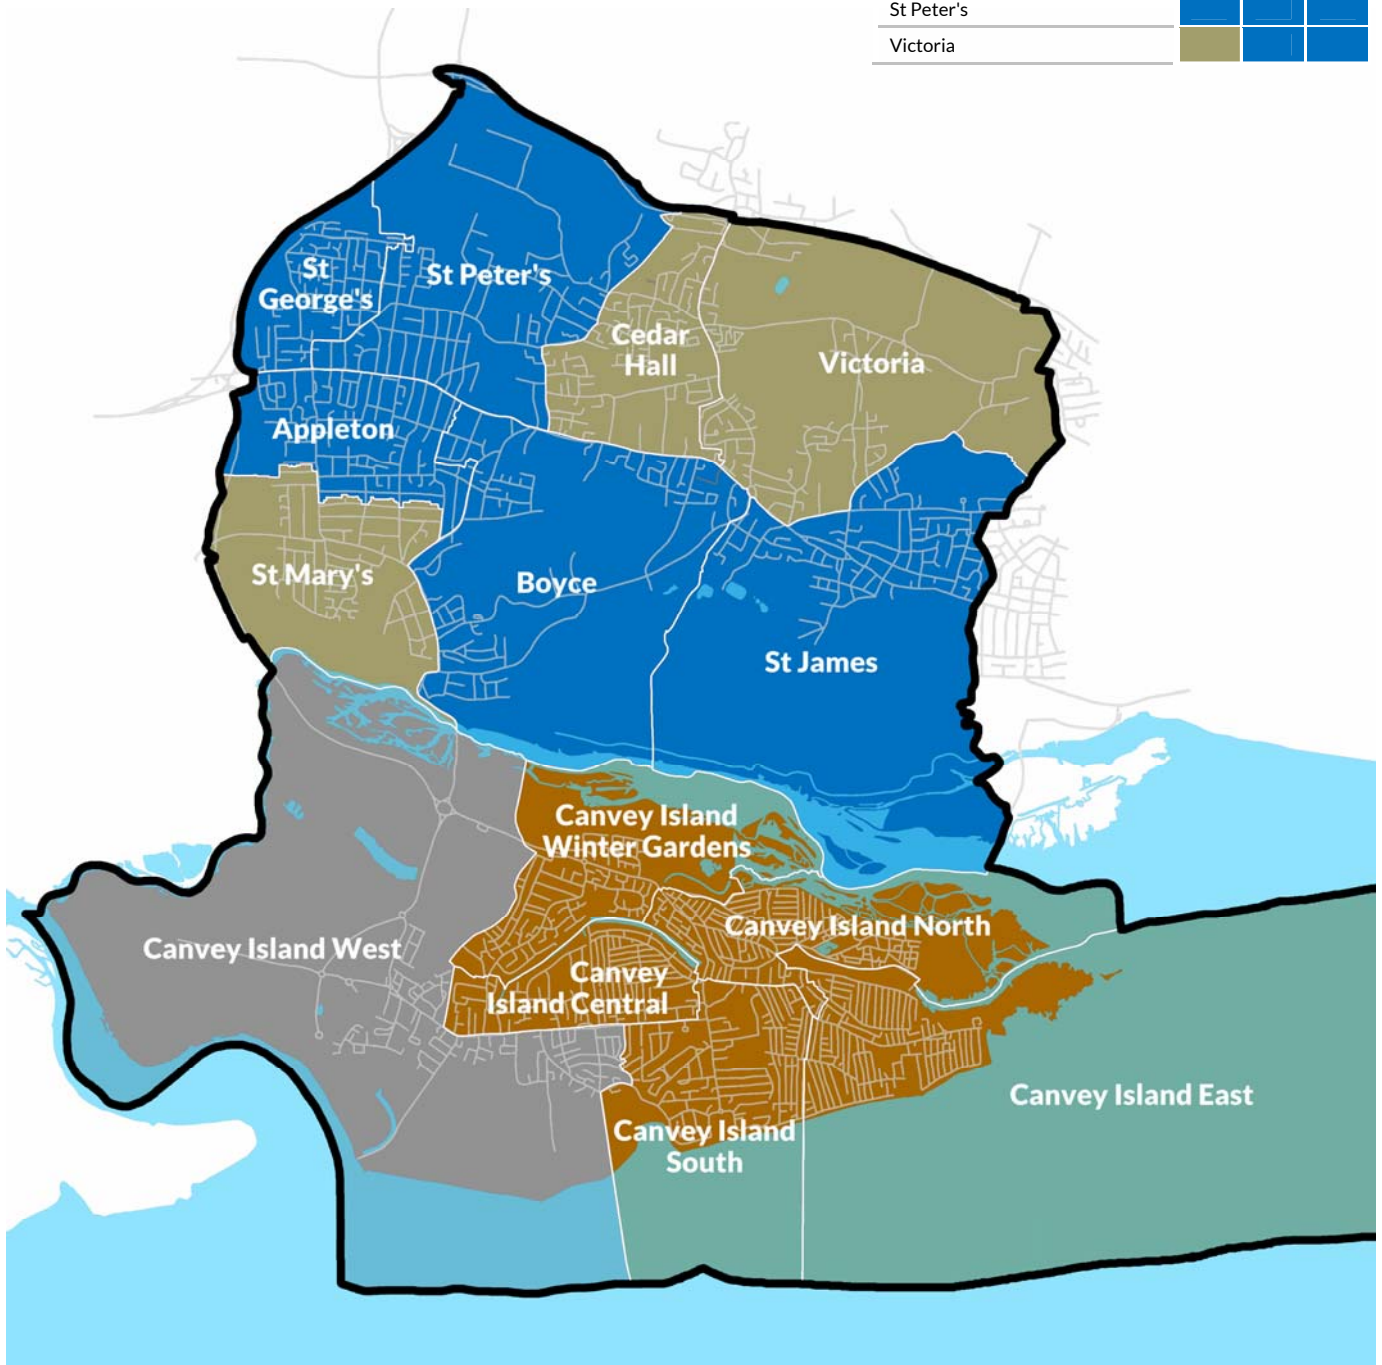 St Peter's
Victoria
St
George's
St Peter's
Cedar
Hall
Victoria
Appleton
St Mary's
Boyce
St James
Canvey Island
Winter Gardens
Canvey Island North
Canvey Island West
Canvey
Island Central
Canvey Island East
Canvey Island
South